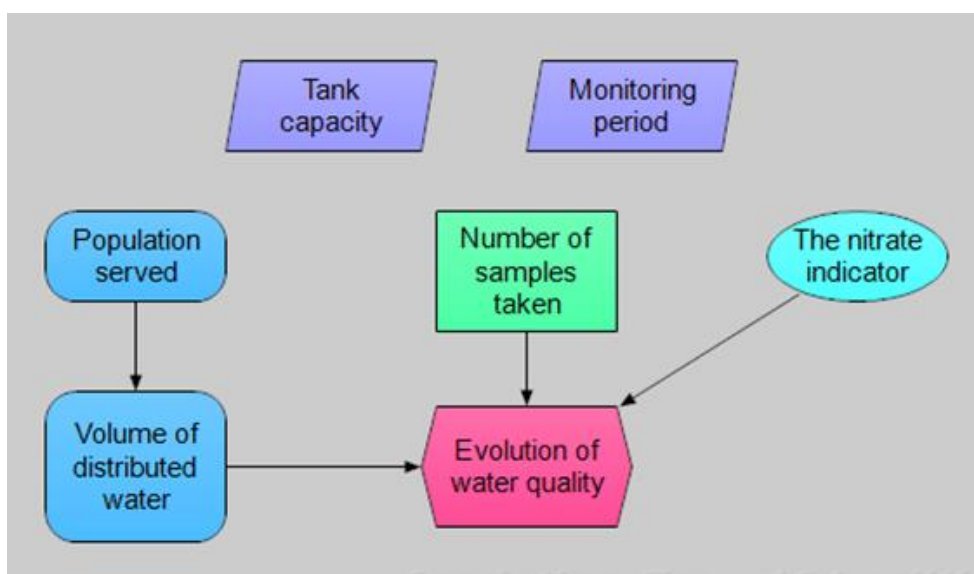 Tank
capacity
Monitoring
period
Population
served
Number of
samples
taken
The nitrate
indicator
Volume of
distributed
water
Evolution of
water quality